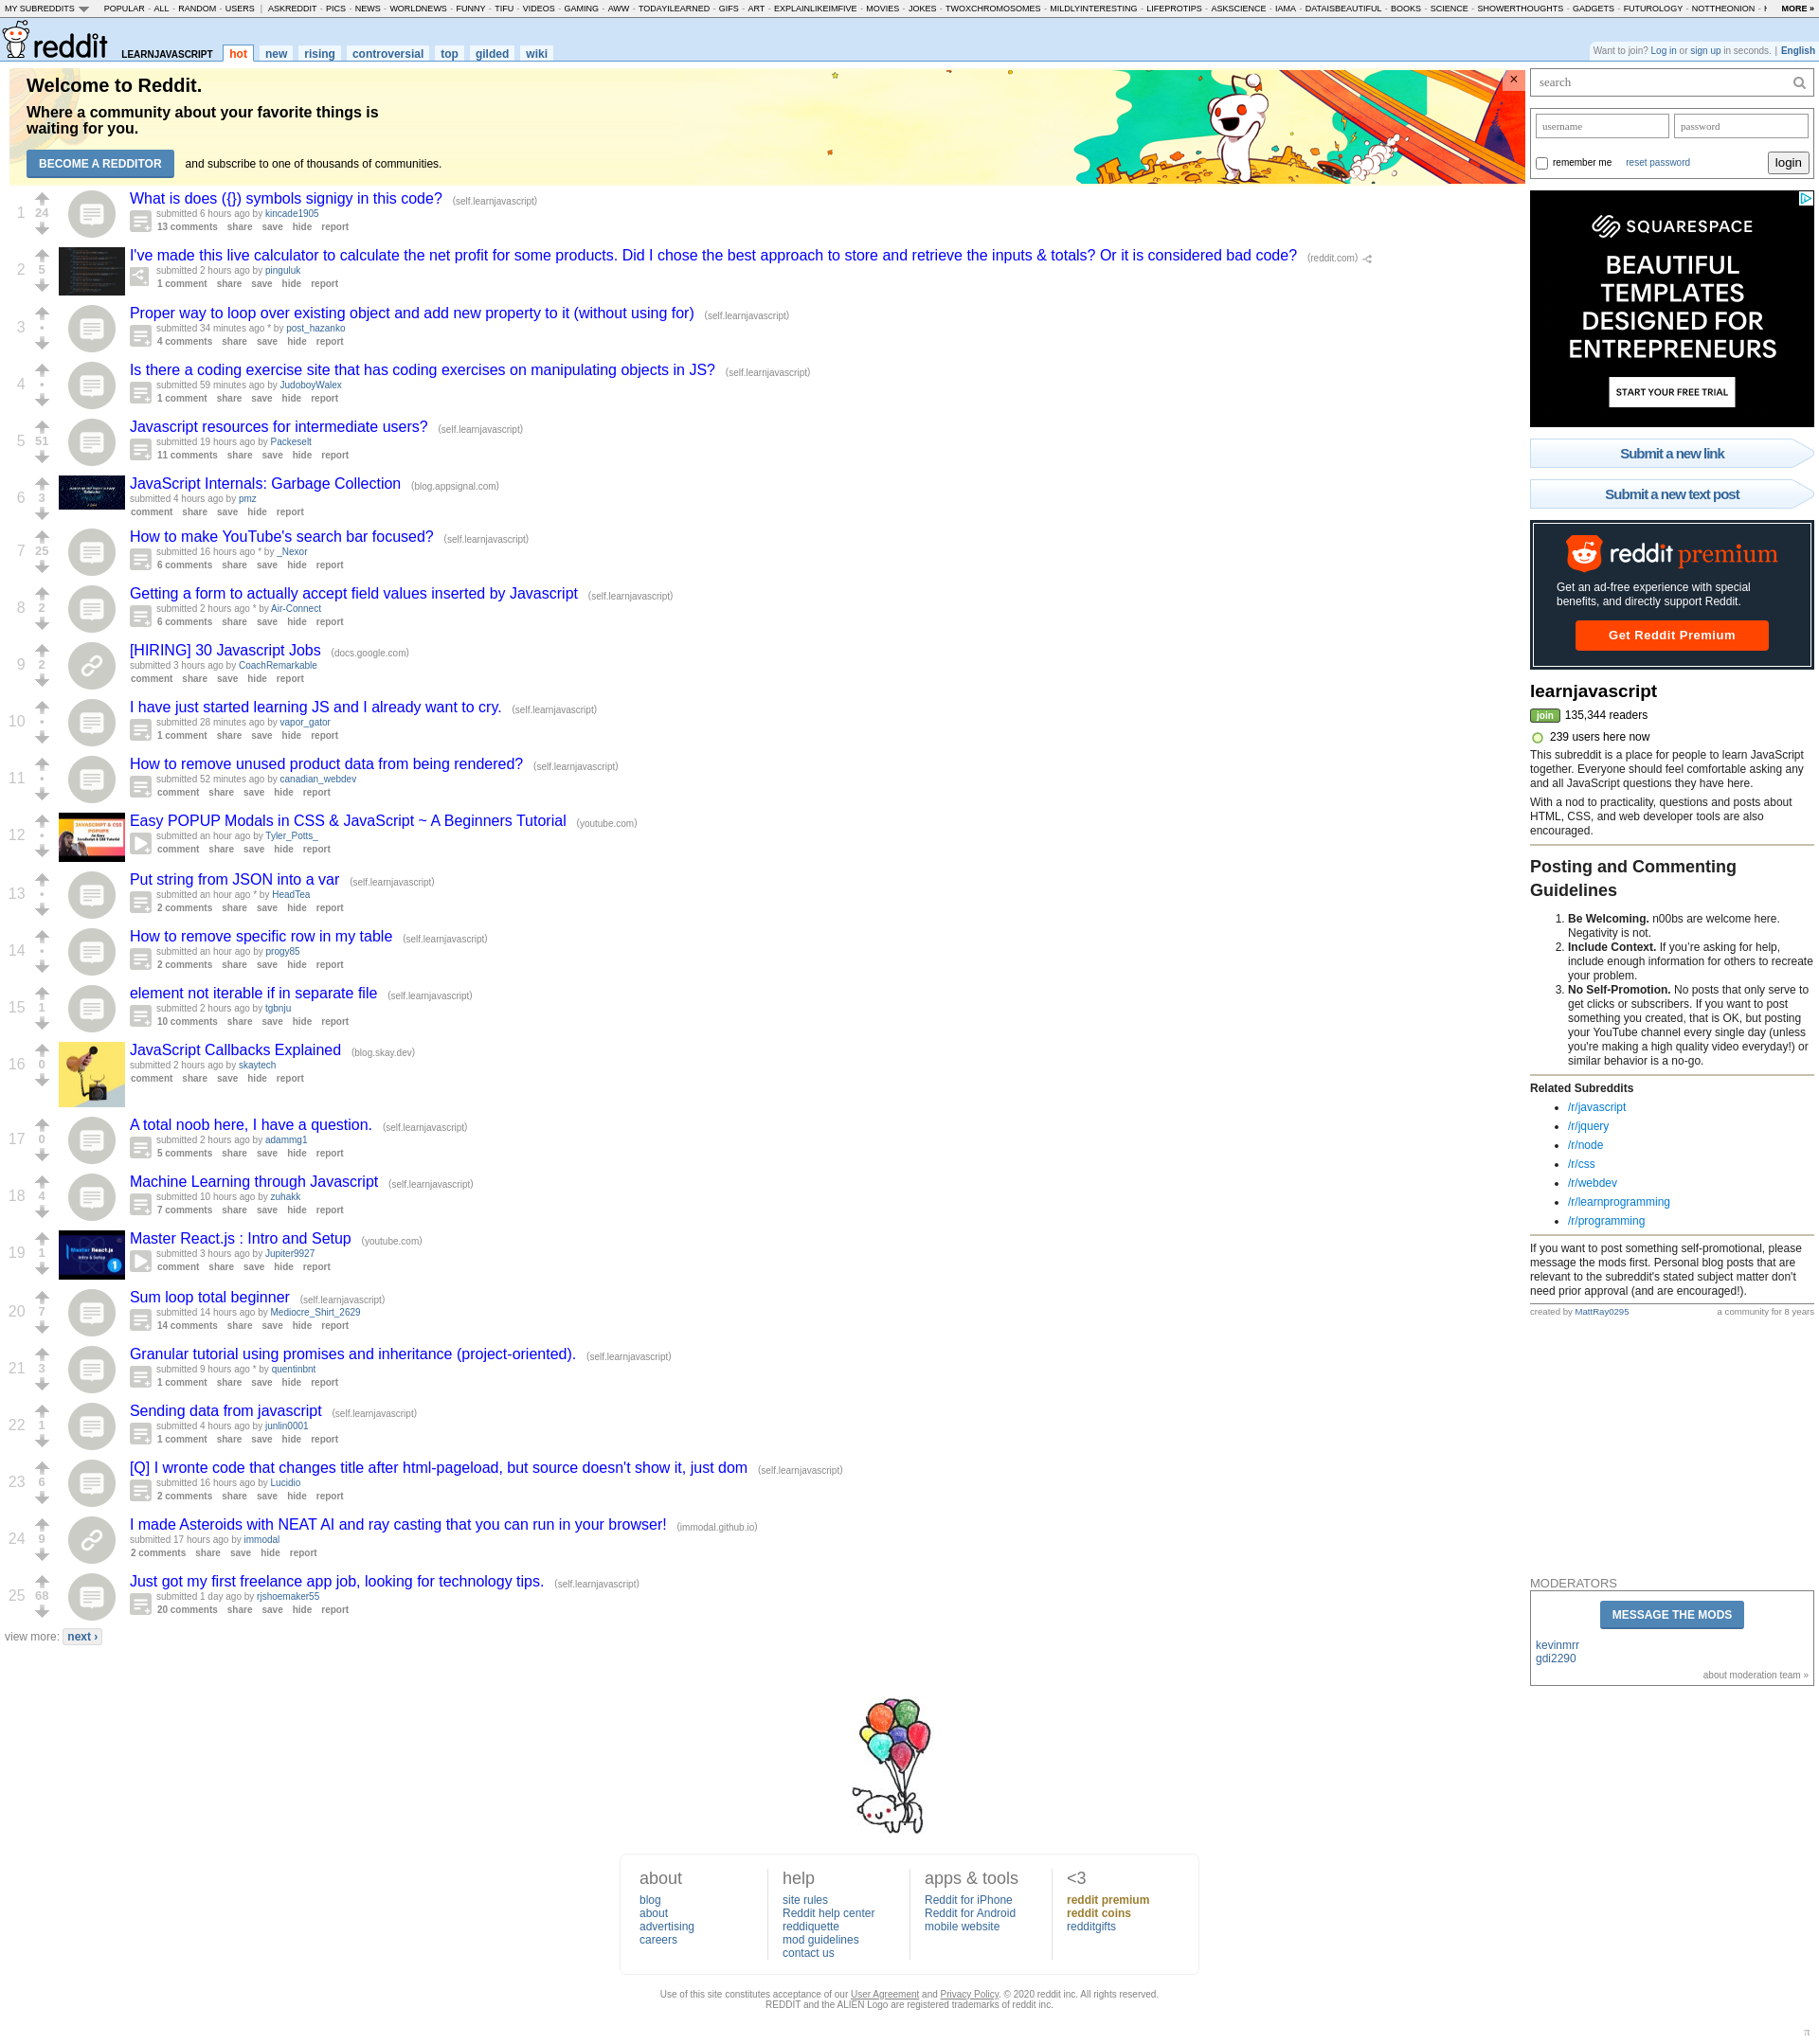 MY SUBREDDITS POPULAR - ALL - RANDOM - USERS | ASKREDDIT - PICS - NEWS - WORLDNEWS - FUNNY - TIFU - VIDEOS - GAMING - AWW - TODAYILEARNED - GIFS - ART - EXPLAINLIKEIMFIVE - MOVIES - JOKES - TWOXCHROMOSOMES - MILDLYINTERESTING - LIFEPROTIPS - ASKSCIENCE - IAMA - DATAISBEAUTIFUL - BOOKS - SCIENCE - SHOWERTHOUGHTS - GADGETS - FUTUROLOGY - NOTTHEONION - MORE »
reddit LEARNJAVASCRIPT hot new rising controversial top gilded wiki
Want to join? Log in or sign up in seconds. | English
Welcome to Reddit.
Where a community about your favorite things is
waiting for you.
BECOME A REDDITOR and subscribe to one of thousands of communities.
×
1
24
What is does ({}) symbols signigy in this code? (self.learnjavascript)
submitted 6 hours ago by kincade1905
13 comments share save hide report
2
5
I've made this live calculator to calculate the net profit for some products. Did I chose the best approach to store and retrieve the inputs & totals? Or it is considered bad code? (reddit.com)
submitted 2 hours ago by pinguluk
1 comment share save hide report
3
•
Proper way to loop over existing object and add new property to it (without using for) (self.learnjavascript)
submitted 34 minutes ago * by post_hazanko
4 comments share save hide report
4
•
Is there a coding exercise site that has coding exercises on manipulating objects in JS? (self.learnjavascript)
submitted 59 minutes ago by JudoboyWalex
1 comment share save hide report
5
51
Javascript resources for intermediate users? (self.learnjavascript)
submitted 19 hours ago by Packeselt
11 comments share save hide report
6
3
JavaScript Internals: Garbage Collection (blog.appsignal.com)
submitted 4 hours ago by pmz
comment share save hide report
7
25
How to make YouTube's search bar focused? (self.learnjavascript)
submitted 16 hours ago * by _Nexor
6 comments share save hide report
8
2
Getting a form to actually accept field values inserted by Javascript (self.learnjavascript)
submitted 2 hours ago * by Air-Connect
6 comments share save hide report
9
2
[HIRING] 30 Javascript Jobs (docs.google.com)
submitted 3 hours ago by CoachRemarkable
comment share save hide report
10
•
I have just started learning JS and I already want to cry. (self.learnjavascript)
submitted 28 minutes ago by vapor_gator
1 comment share save hide report
11
•
How to remove unused product data from being rendered? (self.learnjavascript)
submitted 52 minutes ago by canadian_webdev
comment share save hide report
12
•
JAVASCRIPT & CSS
POPUPS
Easy POPUP Modals in CSS & JavaScript ~ A Beginners Tutorial (youtube.com)
submitted an hour ago by Tyler_Potts_
comment share save hide report
13
•
Put string from JSON into a var (self.learnjavascript)
submitted an hour ago * by HeadTea
2 comments share save hide report
14
•
How to remove specific row in my table (self.learnjavascript)
submitted an hour ago by progy85
2 comments share save hide report
15
1
element not iterable if in separate file (self.learnjavascript)
submitted 2 hours ago by tgbnju
10 comments share save hide report
16
0
JavaScript Callbacks Explained (blog.skay.dev)
submitted 2 hours ago by skaytech
comment share save hide report
17
0
A total noob here, I have a question. (self.learnjavascript)
submitted 2 hours ago by adammg1
5 comments share save hide report
18
4
Machine Learning through Javascript (self.learnjavascript)
submitted 10 hours ago by zuhakk
7 comments share save hide report
19
1
Master React.js
Intro & Setup
1
Master React.js : Intro and Setup (youtube.com)
submitted 3 hours ago by Jupiter9927
comment share save hide report
20
7
Sum loop total beginner (self.learnjavascript)
submitted 14 hours ago by Mediocre_Shirt_2629
14 comments share save hide report
21
3
Granular tutorial using promises and inheritance (project-oriented). (self.learnjavascript)
submitted 9 hours ago * by quentinbnt
1 comment share save hide report
22
1
Sending data from javascript (self.learnjavascript)
submitted 4 hours ago by junlin0001
1 comment share save hide report
23
6
[Q] I wronte code that changes title after html-pageload, but source doesn't show it, just dom (self.learnjavascript)
submitted 16 hours ago by Lucidio
2 comments share save hide report
24
9
I made Asteroids with NEAT AI and ray casting that you can run in your browser! (immodal.github.io)
submitted 17 hours ago by immodal
2 comments share save hide report
25
68
Just got my first freelance app job, looking for technology tips. (self.learnjavascript)
submitted 1 day ago by rjshoemaker55
20 comments share save hide report
view more: next ›
search
username password
remember me reset password login
SQUARESPACE
BEAUTIFUL
TEMPLATES
DESIGNED FOR
ENTREPRENEURS
START YOUR FREE TRIAL
Submit a new link
Submit a new text post
reddit premium
Get an ad-free experience with special
benefits, and directly support Reddit.
Get Reddit Premium
learnjavascript
join 135,344 readers
239 users here now
This subreddit is a place for people to learn JavaScript
together. Everyone should feel comfortable asking any
and all JavaScript questions they have here.
With a nod to practicality, questions and posts about
HTML, CSS, and web developer tools are also
encouraged.
Posting and Commenting
Guidelines
1. Be Welcoming. n00bs are welcome here.
Negativity is not.
2. Include Context. If you're asking for help,
include enough information for others to recreate
your problem.
3. No Self-Promotion. No posts that only serve to
get clicks or subscribers. If you want to post
something you created, that is OK, but posting
your YouTube channel every single day (unless
you're making a high quality video everyday!) or
similar behavior is a no-go.
Related Subreddits
• /r/javascript
• /r/jquery
• /r/node
• /r/css
• /r/webdev
• /r/learnprogramming
• /r/programming
If you want to post something self-promotional, please
message the mods first. Personal blog posts that are
relevant to the subreddit's stated subject matter don't
need prior approval (and are encouraged!).
created by MattRay0295 a community for 8 years
MODERATORS
MESSAGE THE MODS
kevinmrr
gdi2290
about moderation team »
about
blog
about
advertising
careers
help
site rules
Reddit help center
reddiquette
mod guidelines
contact us
apps & tools
Reddit for iPhone
Reddit for Android
mobile website
<3
reddit premium
reddit coins
redditgifts
Use of this site constitutes acceptance of our User Agreement and Privacy Policy. © 2020 reddit inc. All rights reserved.
REDDIT and the ALIEN Logo are registered trademarks of reddit inc.
π